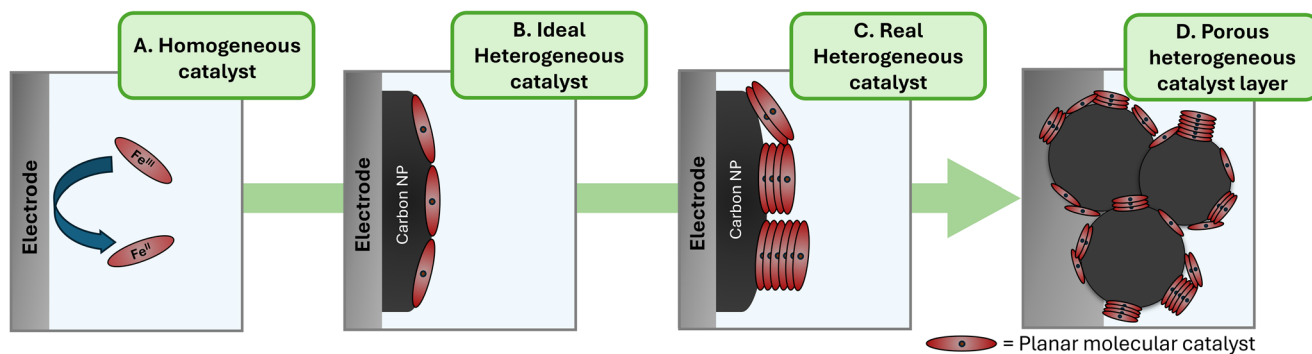 A. Homogeneous
catalyst
B. Ideal
Heterogeneous
catalyst
C. Real
Heterogeneous
catalyst
D. Porous
heterogeneous
catalyst layer
Electrode
Feᴵᴵᴵ
Feᴵᴵ
Electrode
Carbon NP
Electrode
Carbon NP
= Planar molecular catalyst